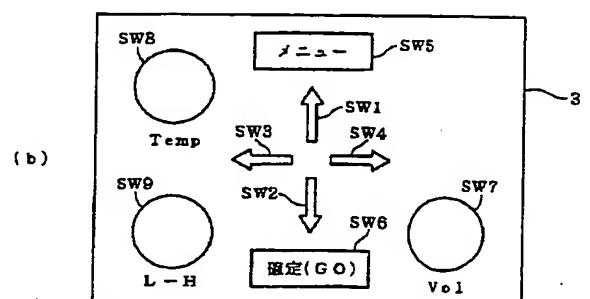 SW8
メニュー
SW5
SW1
3
Temp
SW3
SW4
(b)
SW9
SW2
SW7
SW6
確定(GO)
L-H
Vol